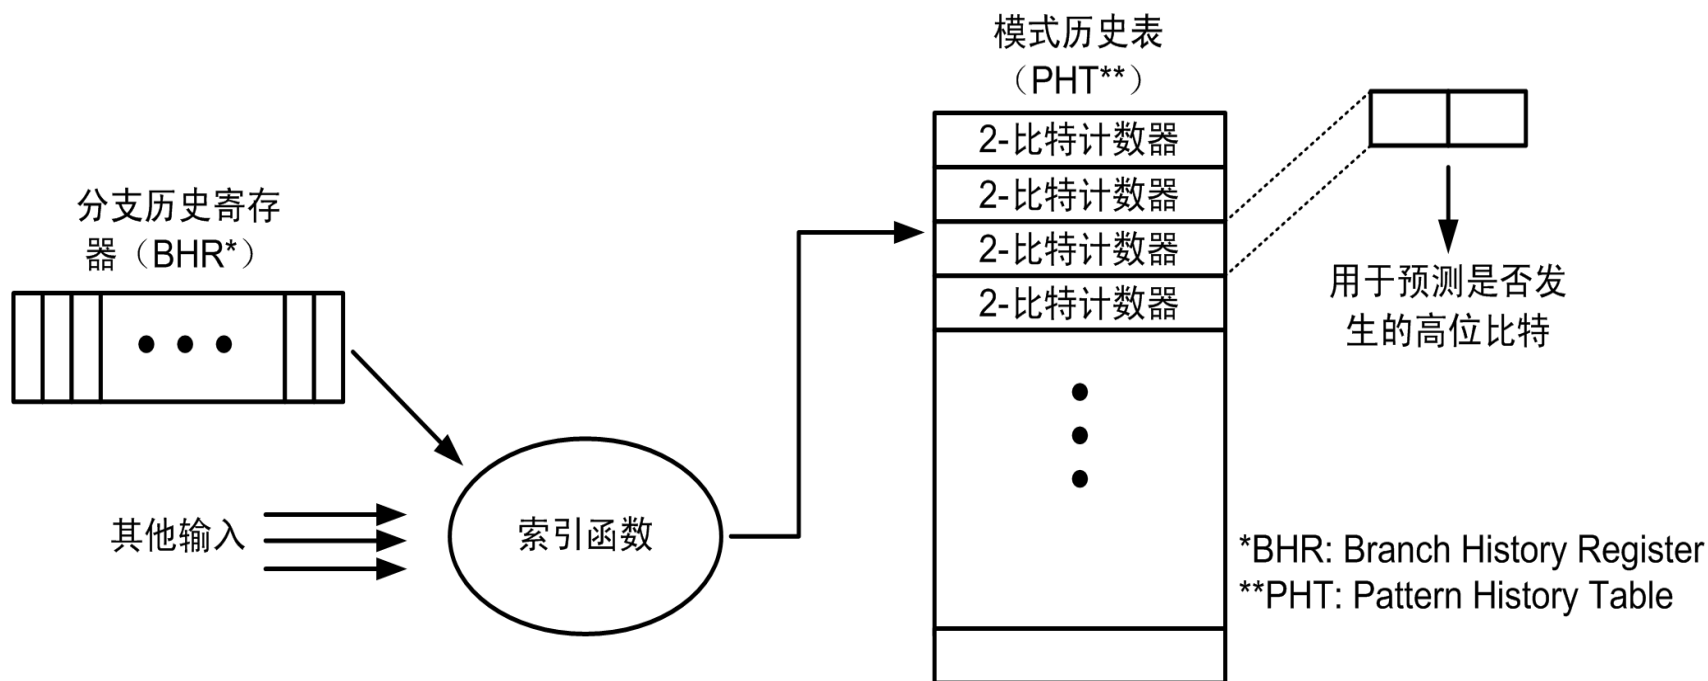 模式历史表
（PHT**）
2-比特计数器
2-比特计数器
2-比特计数器
2-比特计数器
分支历史寄存
器（BHR*）
用于预测是否发
生的高位比特
其他输入
索引函数
*BHR: Branch History Register
**PHT: Pattern History Table